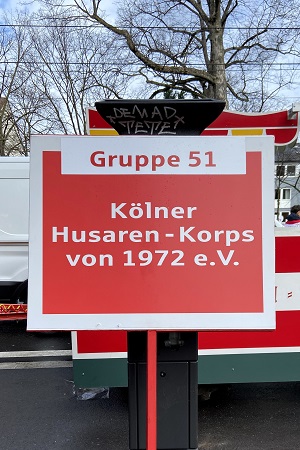 Gruppe 51
Kölner
Husaren-Korps
von 1972 e.V.